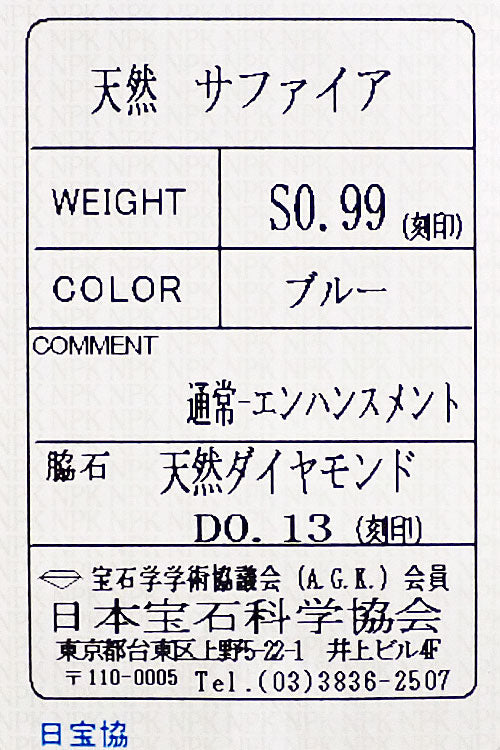 天然 サファイア
WEIGHT S0.99 (刻印)
COLOR ブルー
COMMENT
通常-エンハンスメント
脇石 天然ダイヤモンド
D0.13 (刻印)
宝石学学術協議会 (A.G.K.) 会員
日本宝石科学協会
東京都台東区上野5-22-1 井上ビル4F
〒110-0005 Tel.(03)3836-2507
日宝協